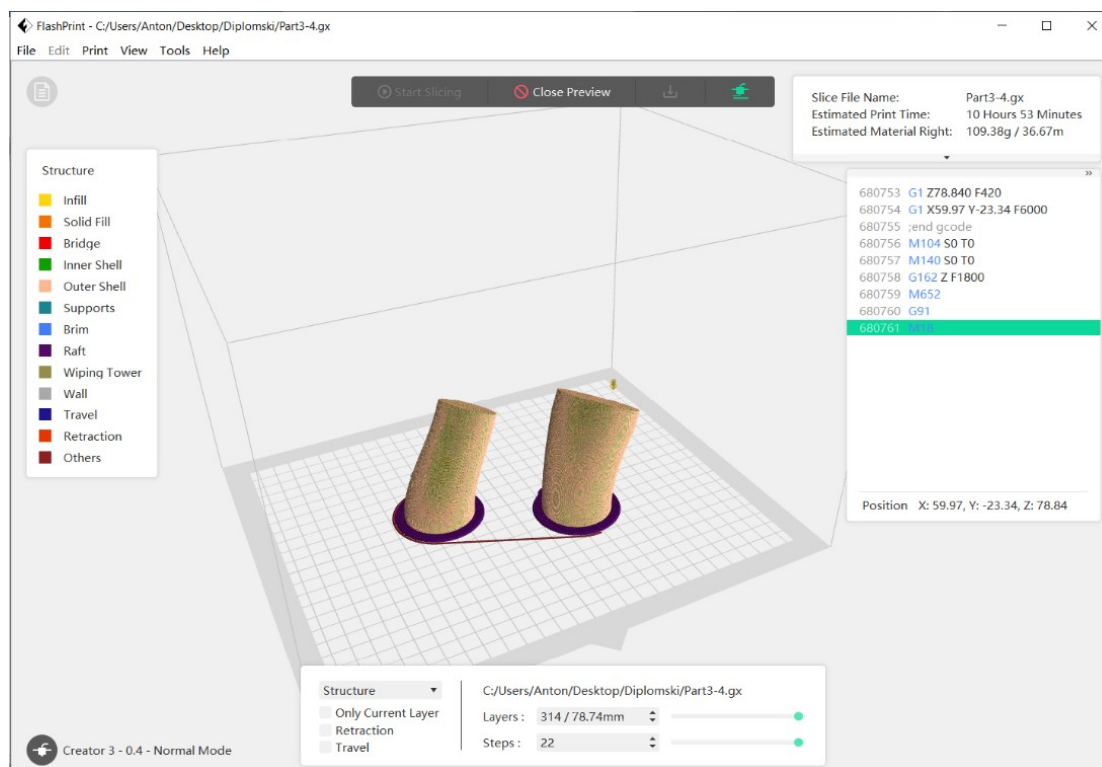 FlashPrint - C:/Users/Anton/Desktop/Diplomski/Part3-4.gx
File Edit Print View Tools Help
Start Slicing Close Preview
Slice File Name: Part3-4.gx
Estimated Print Time: 10 Hours 53 Minutes
Estimated Material Right: 109.38g / 36.67m
Structure
Infill
Solid Fill
Bridge
Inner Shell
Outer Shell
Supports
Brim
Raft
Wiping Tower
Wall
Travel
Retraction
Others
»
680753 G1 Z78.840 F420
680754 G1 X59.97 Y-23.34 F6000
680755 ;end gcode
680756 M104 S0 T0
680757 M140 S0 T0
680758 G162 Z F1800
680759 M652
680760 G91
680761 M18
Position X: 59.97, Y: -23.34, Z: 78.84
Structure
Only Current Layer
Retraction
Travel
C:/Users/Anton/Desktop/Diplomski/Part3-4.gx
Layers : 314 / 78.74mm
Steps : 22
Creator 3 - 0.4 - Normal Mode